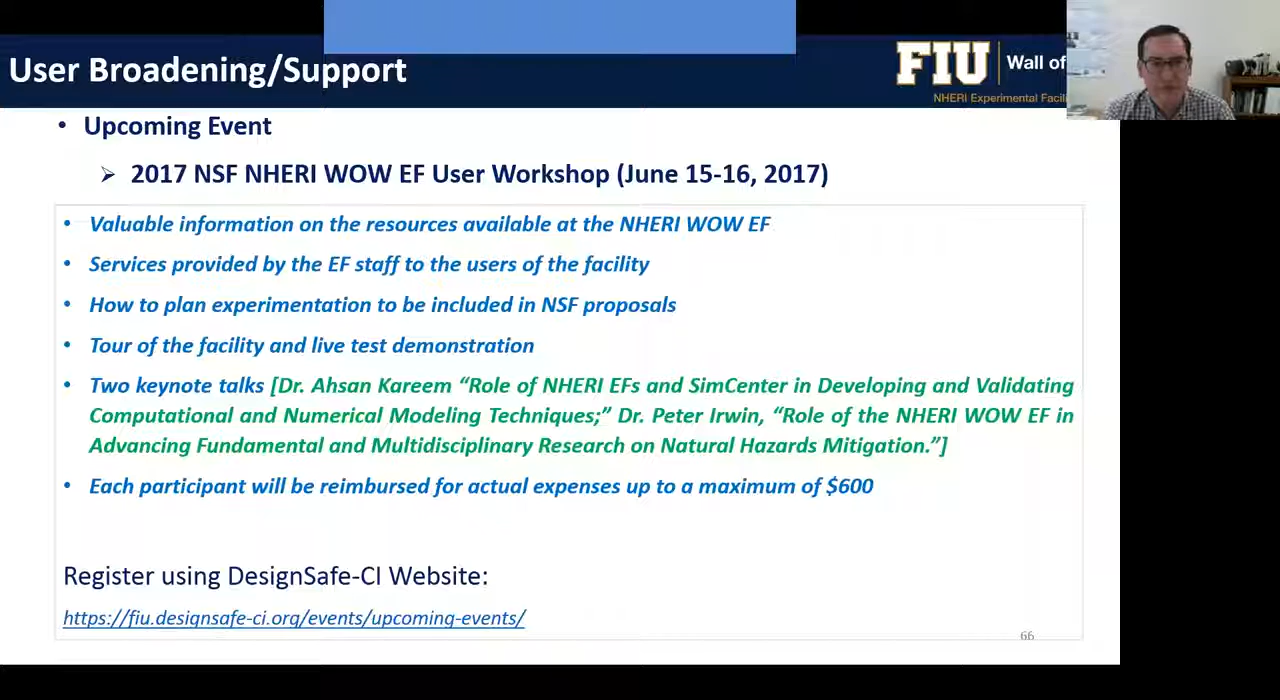 User Broadening/Support
FIU
Wall of
NHERI Experimental
• Upcoming Event
➢ 2017 NSF NHERI WOW EF User Workshop (June 15-16, 2017)
• Valuable information on the resources available at the NHERI WOW EF
• Services provided by the EF staff to the users of the facility
• How to plan experimentation to be included in NSF proposals
• Tour of the facility and live test demonstration
• Two keynote talks [Dr. Ahsan Kareem “Role of NHERI EFs and SimCenter in Developing and Validating
Computational and Numerical Modeling Techniques;” Dr. Peter Irwin, “Role of the NHERI WOW EF in
Advancing Fundamental and Multidisciplinary Research on Natural Hazards Mitigation.”]
• Each participant will be reimbursed for actual expenses up to a maximum of $600
Register using DesignSafe-CI Website:
https://fiu.designsafe-ci.org/events/upcoming-events/
66